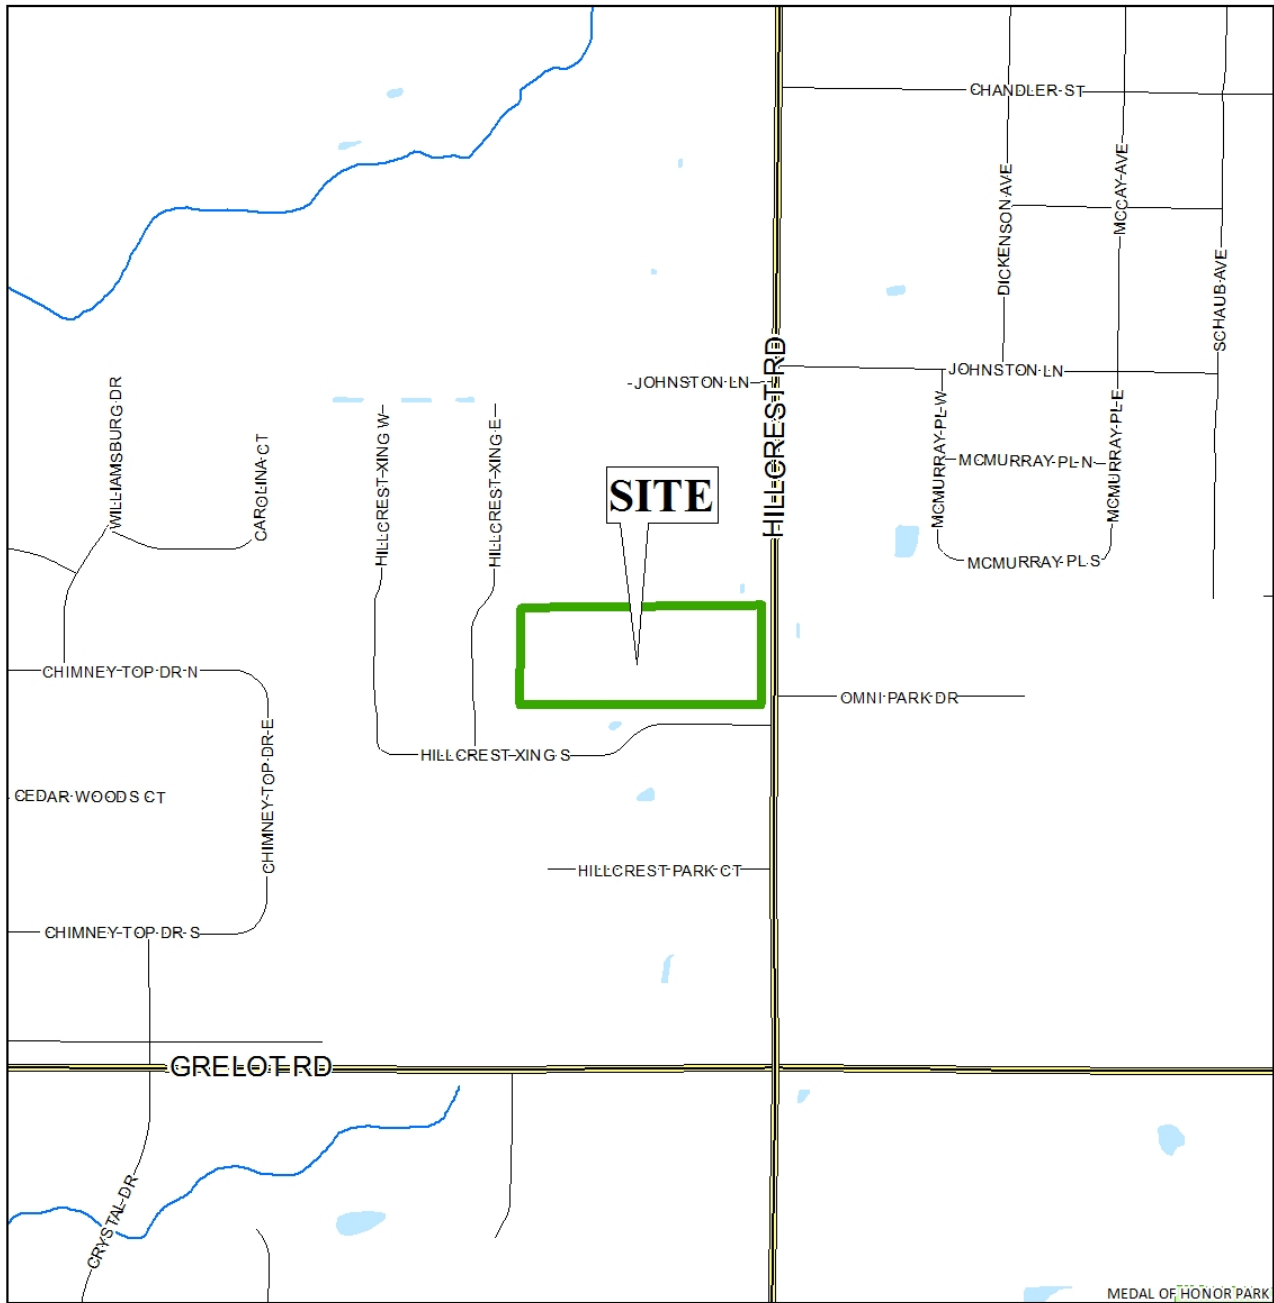 CHANDLER ST
DICKENSON AVE
MCCAY AVE
SCHAUB AVE
HILLCREST RD
JOHNSTON LN
JOHNSTON LN
WILLIAMSBURG DR
CAROLINA CT
HILLCREST XING W
HILLCREST XING E
MCMURRAY PL W
MCMURRAY PL E
MCMURRAY PL N
SITE
MCMURRAY PL S
CHIMNEY TOP DR N
OMNI PARK DR
CHIMNEY TOP DR E
HILLCREST XING S
CEDAR WOODS CT
HILLCREST PARK CT
CHIMNEY TOP DR S
GRELOT RD
CRYSTAL DR
MEDAL OF HONOR PARK